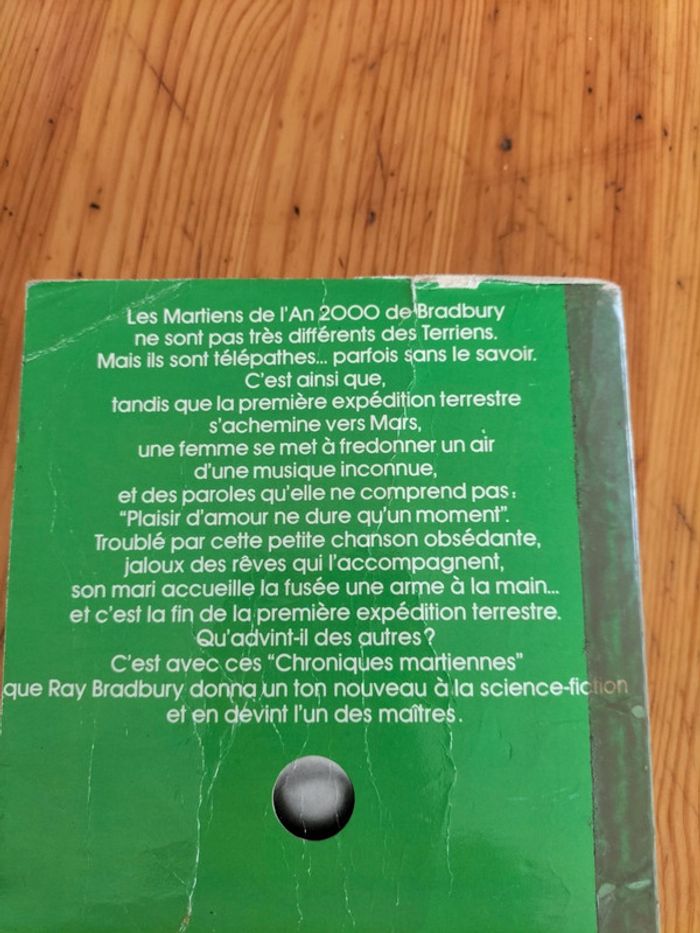 Les Martiens de l'An 2000 de Bradbury
ne sont pas très différents des Terriens.
Mais ils sont télépathes... parfois sans le savoir.
C'est ainsi que,
tandis que la première expédition terrestre
s'achemine vers Mars,
une femme se met à fredonner un air
d'une musique inconnue,
et des paroles qu'elle ne comprend pas :
"Plaisir d'amour ne dure qu'un moment".
Troublé par cette petite chanson obsédante,
jaloux des rêves qui l'accompagnent,
son mari accueille la fusée une arme à la main...
et c'est la fin de la première expédition terrestre.
Qu'advint-il des autres ?
C'est avec ces "Chroniques martiennes"
que Ray Bradbury donna un ton nouveau à la science-fiction
et en devint l'un des maîtres.